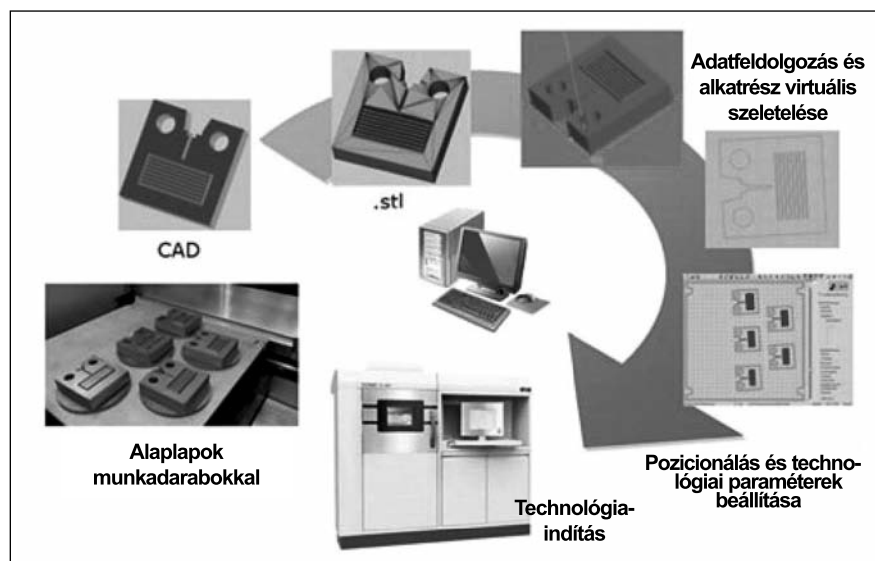 CAD
.stl
Adatfeldolgozás és
alkatrész virtuális
szeletelése
Pozicionálás és techno-
lógiai paraméterek
beállítása
Technológia-
indítás
Alaplapok
munkadarabokkal